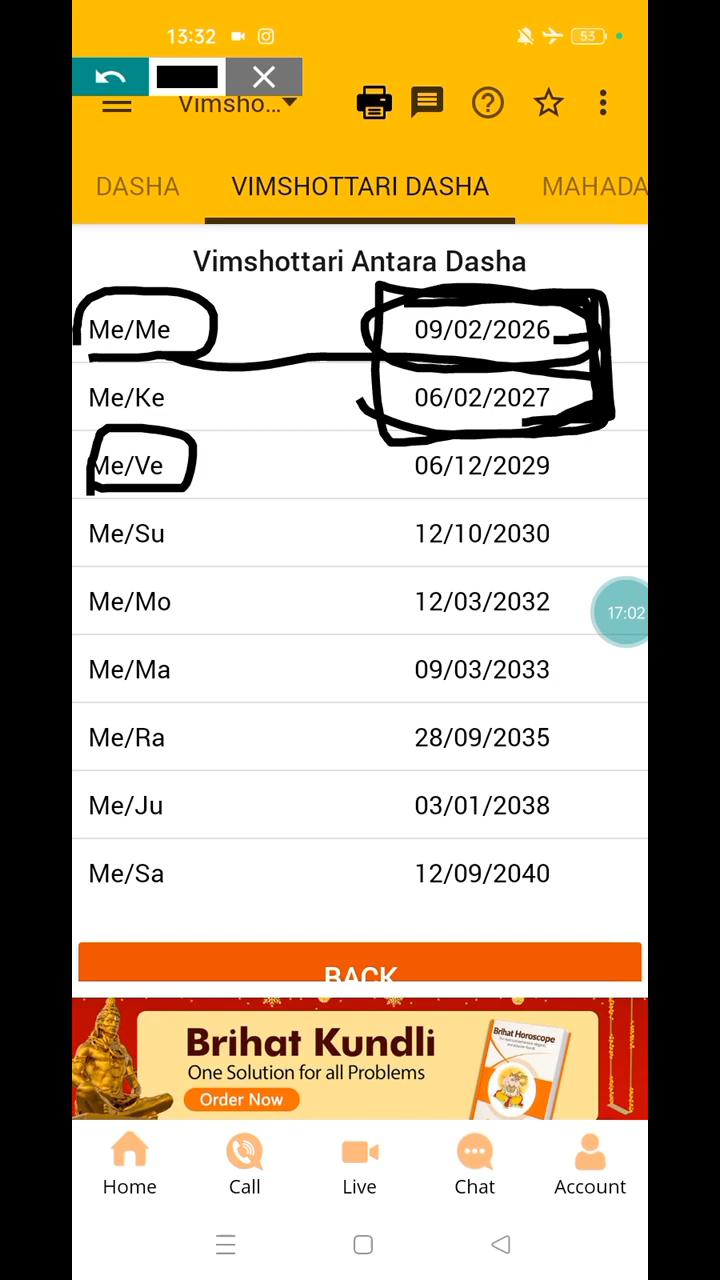 13:32
53
Vimsho...
DASHA VIMSHOTTARI DASHA MAHADA
Vimshottari Antara Dasha
Me/Me 09/02/2026
Me/Ke 06/02/2027
Me/Ve 06/12/2029
Me/Su 12/10/2030
Me/Mo 12/03/2032
17:02
Me/Ma 09/03/2033
Me/Ra 28/09/2035
Me/Ju 03/01/2038
Me/Sa 12/09/2040
BACK
Brihat Kundli
One Solution for all Problems
Order Now
Brihat Horoscope
Home Call Live Chat Account